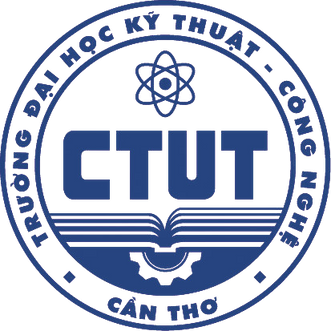 TRƯỜNG ĐẠI HỌC KỸ THUẬT - CÔNG NGHỆ
CTUT
CẦN THƠ